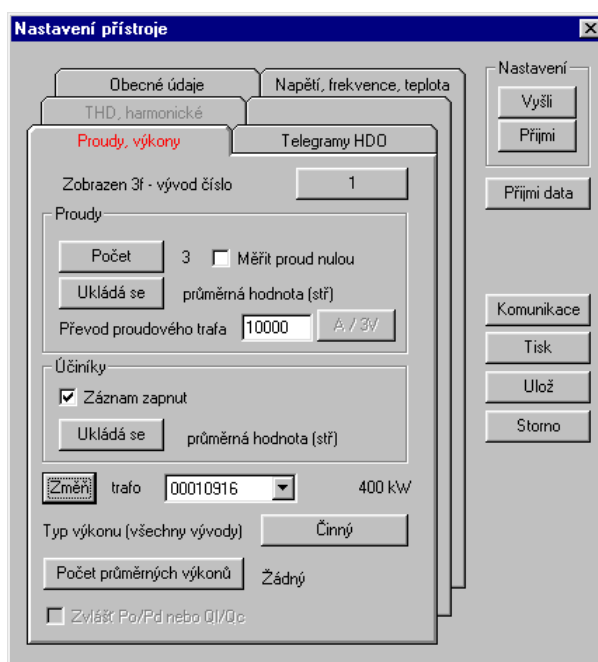 Nastavení přístroje
Obecné údaje
Napětí, frekvence, teplota
THD, harmonické
Proudy, výkony
Telegramy HDO
Zobrazen 3f - vývod číslo 1
Proudy
Počet 3 Měřit proud nulou
Ukládá se průměrná hodnota (stř)
Převod proudového trafa 10000 A / 3V
Účiníky
Záznam zapnut
Ukládá se průměrná hodnota (stř)
Změň trafo 00010916 400 kW
Typ výkonu (všechny vývody) Činný
Počet průměrných výkonů Žádný
Zvlášť Po/Pd nebo Ql/Qc
Nastavení
Vyšli
Přijmi
Přijmi data
Komunikace
Tisk
Ulož
Storno